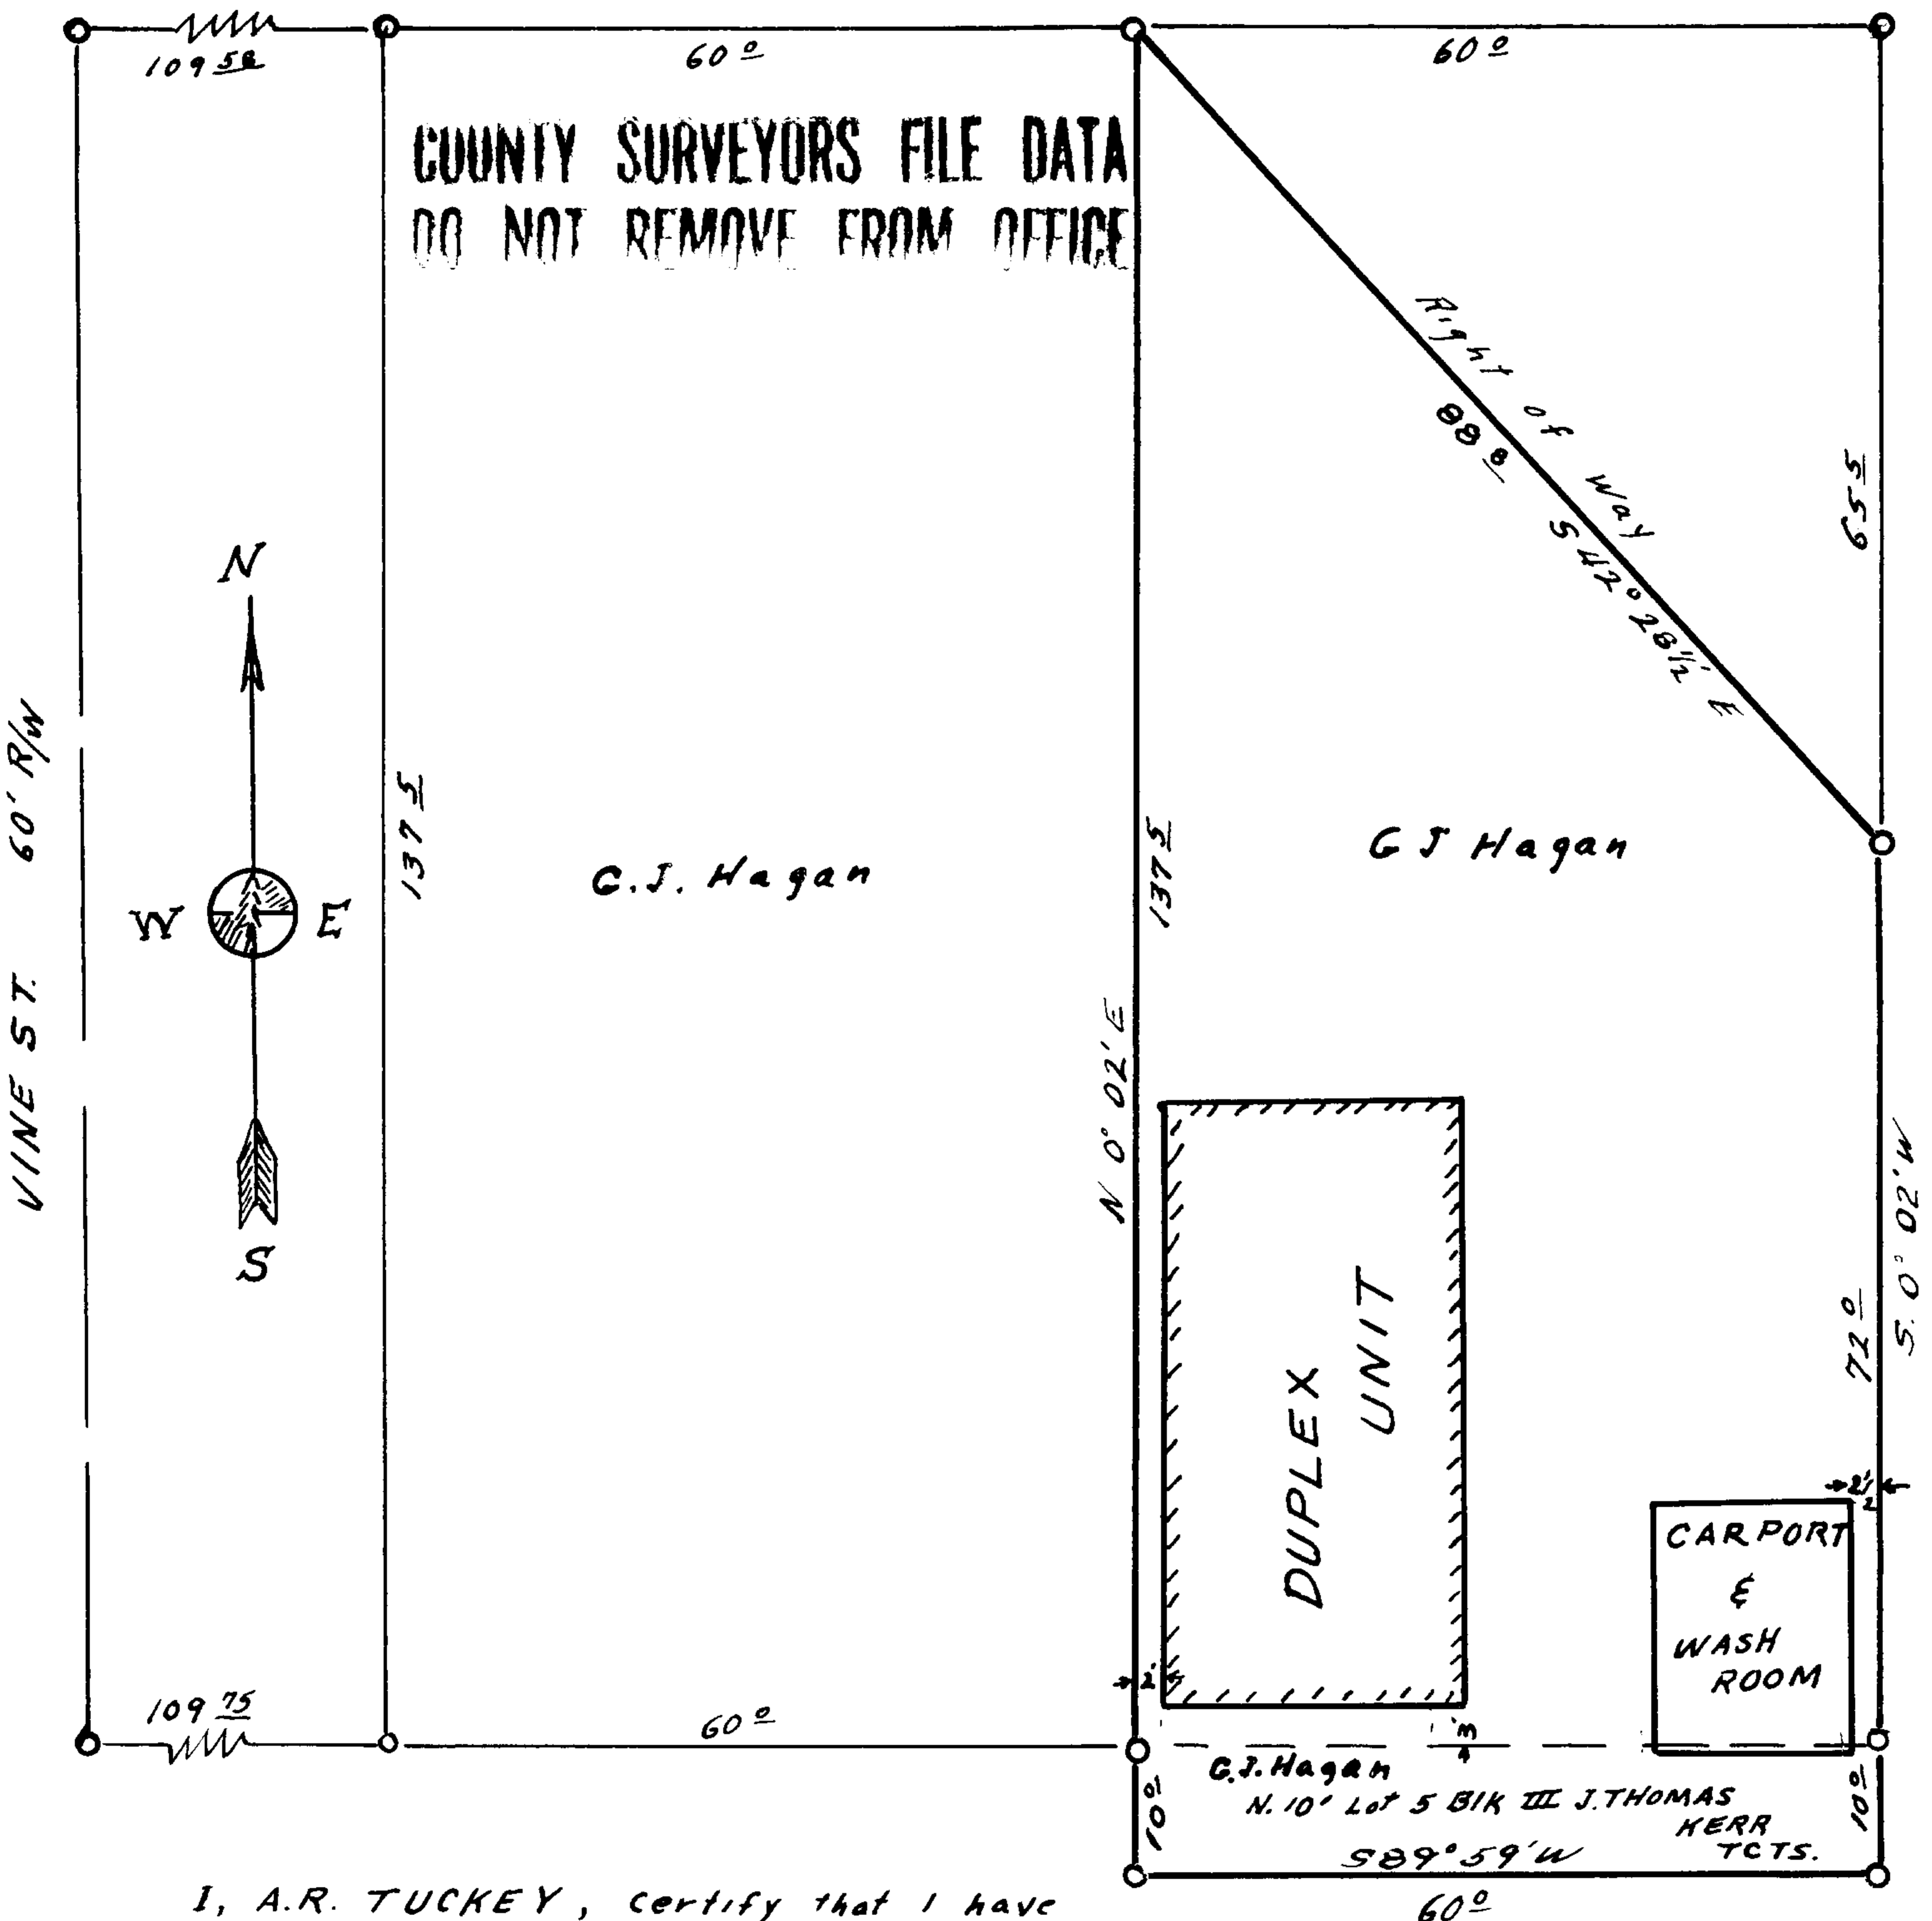 109 58
60 0
60 0
COUNTY SURVEYORS FILE DATA
DO NOT REMOVE FROM OFFICE
Right of Way
88 8
S 42° 28½' E
65 5
N
W
E
S
VINE ST. 60' R/W
137 5
G.J. Hagan
137 5
G J Hagan
N 0° 02' E
S. 0° 02' W
72 0
DUPLEX
UNIT
2½'
CARPORT
&
WASH
ROOM
2'
3'
109 75
60 0
G.J. Hagan
10 0
N. 10' Lot 5 Blk III J. THOMAS
KERR
TCTS.
10 0
S89° 59' W
60 0
I, A.R. TUCKEY, certify that I have